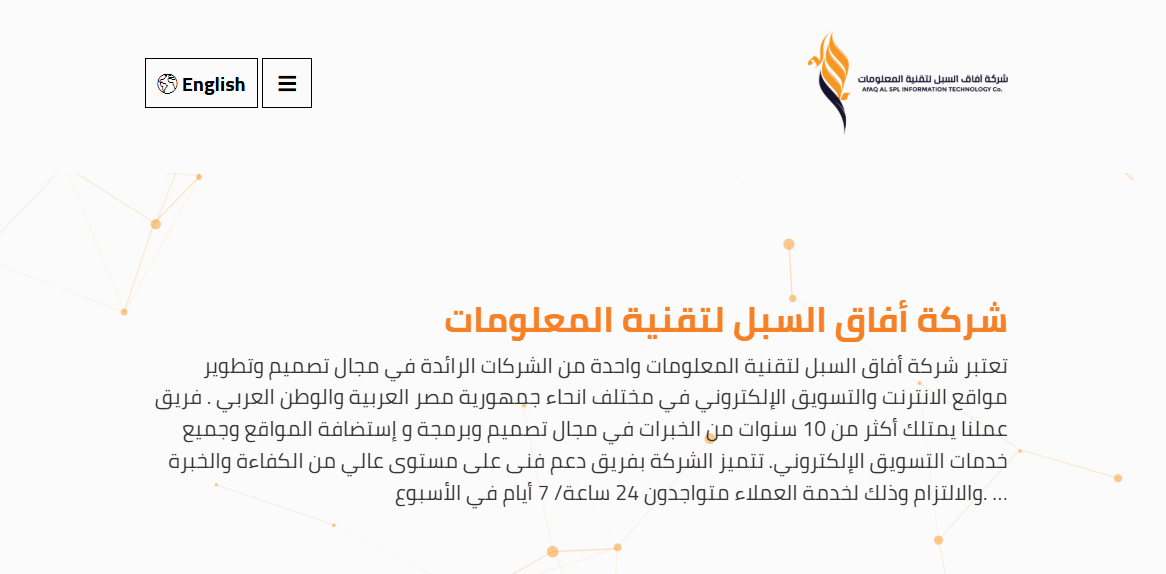 شركة آفاق السبل لتقنية المعلومات
AfAQ AL SPL INFORMATION TECHNOLOGY Co.
English
شركة أفاق السبل لتقنية المعلومات
تعتبر شركة أفاق السبل لتقنية المعلومات واحدة من الشركات الرائدة في مجال تصميم وتطوير
مواقع الانترنت والتسويق الإلكتروني في مختلف انحاء جمهورية مصر العربية والوطن العربي . فريق
عملنا يمتلك أكثر من 10 سنوات من الخبرات في مجال تصميم وبرمجة و إستضافة المواقع وجميع
خدمات التسويق الإلكتروني. تتميز الشركة بفريق دعم فنى على مستوى عالي من الكفاءة والخبرة
والالتزام وذلك لخدمة العملاء متواجدون 24 ساعة/ 7 أيام في الأسبوع. ...